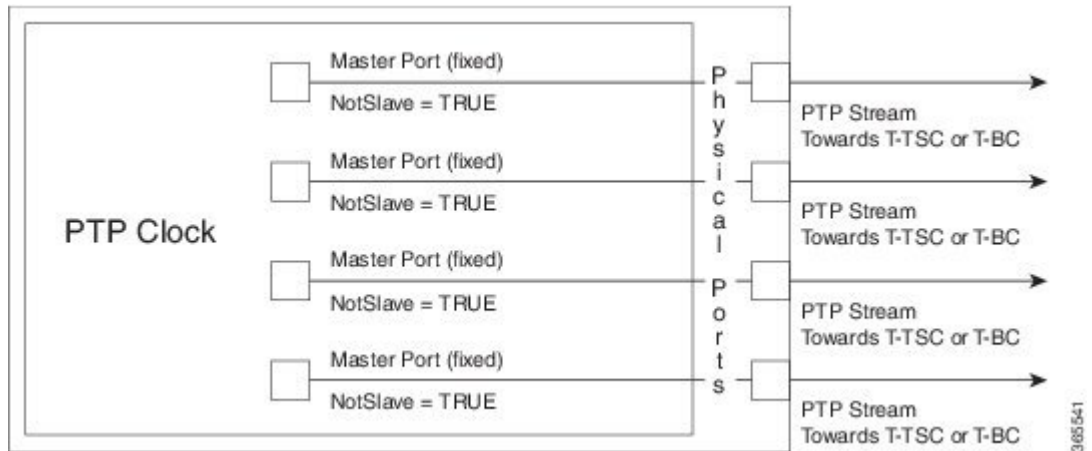 PTP Clock
Master Port (fixed)
NotSlave = TRUE
Master Port (fixed)
NotSlave = TRUE
Master Port (fixed)
NotSlave = TRUE
Master Port (fixed)
NotSlave = TRUE
Physical Ports
PTP Stream
Towards T-TSC or T-BC
PTP Stream
Towards T-TSC or T-BC
PTP Stream
Towards T-TSC or T-BC
PTP Stream
Towards T-TSC or T-BC
365541